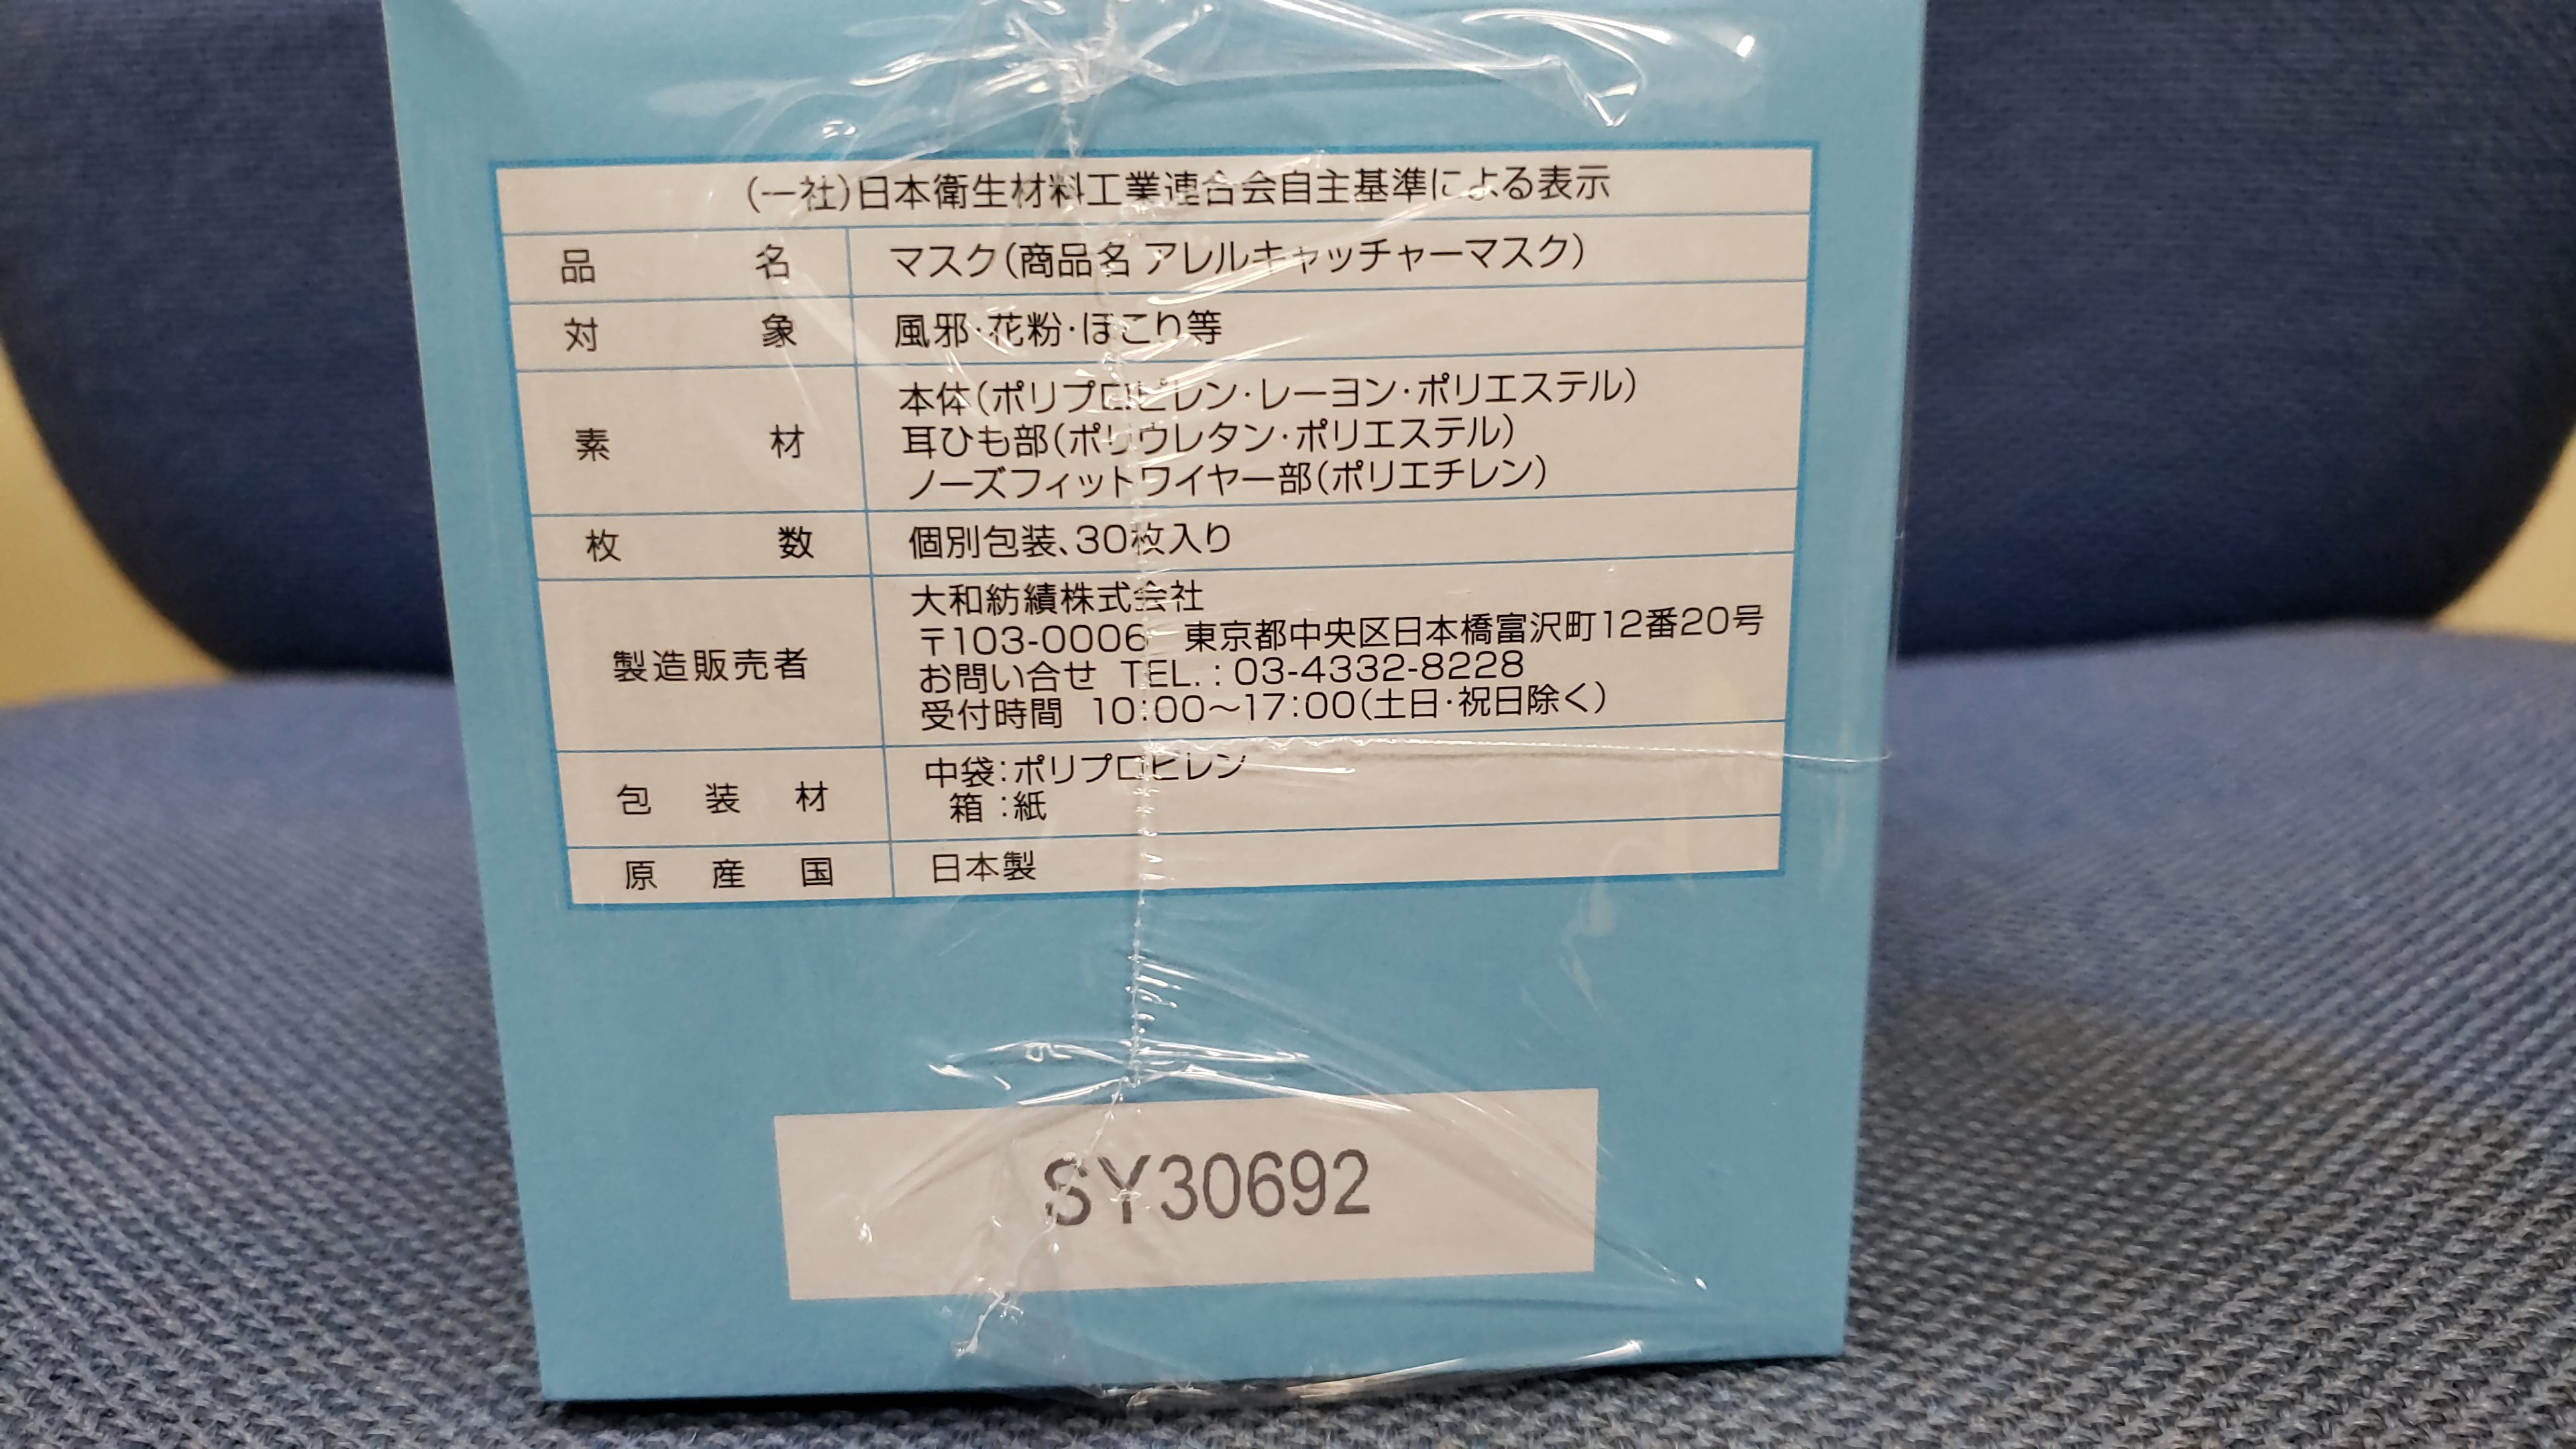 (一社)日本衛生材料工業連合会自主基準による表示
品名 マスク(商品名 アレルキャッチャーマスク)
対象 風邪・花粉・ほこり等
素材 本体(ポリプロピレン・レーヨン・ポリエステル)
耳ひも部(ポリウレタン・ポリエステル)
ノーズフィットワイヤー部(ポリエチレン)
枚数 個別包装、30枚入り
製造販売者 大和紡績株式会社
〒103-0006 東京都中央区日本橋富沢町12番20号
お問い合せ TEL.:03-4332-8228
受付時間 10:00〜17:00(土日・祝日除く)
包装材 中袋:ポリプロピレン
箱:紙
原産国 日本製
SY30692